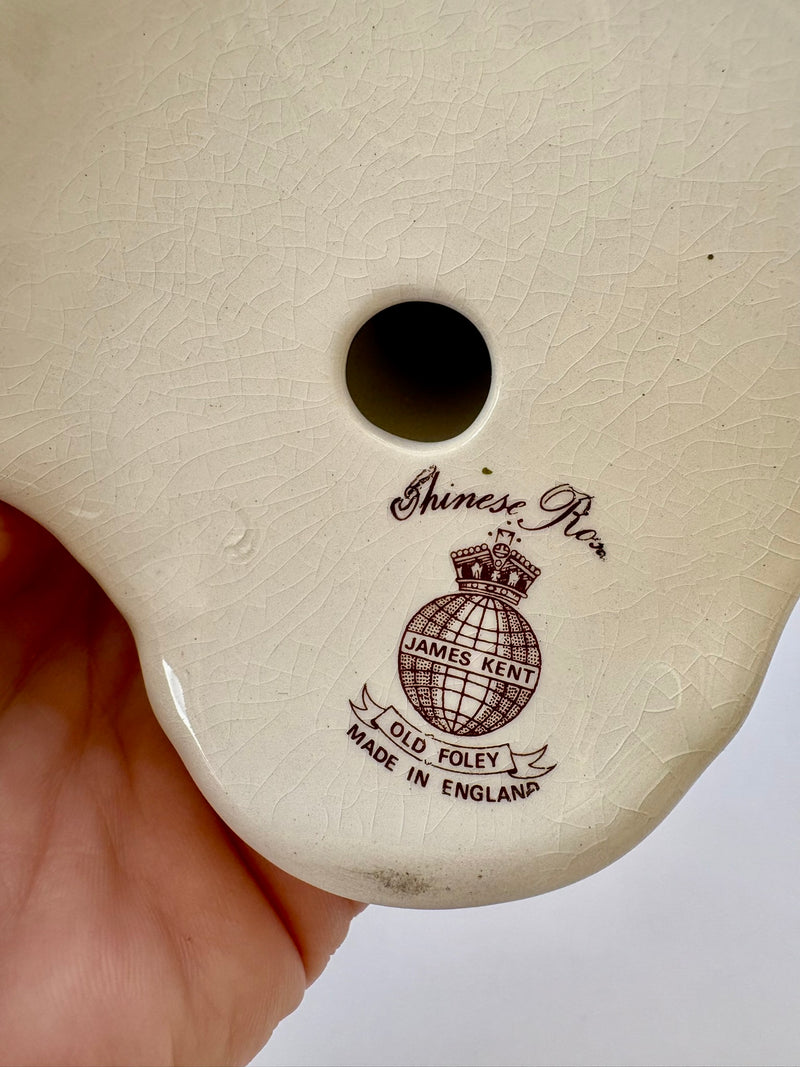 Chinese Rose
JAMES KENT
OLD FOLEY
MADE IN ENGLAND